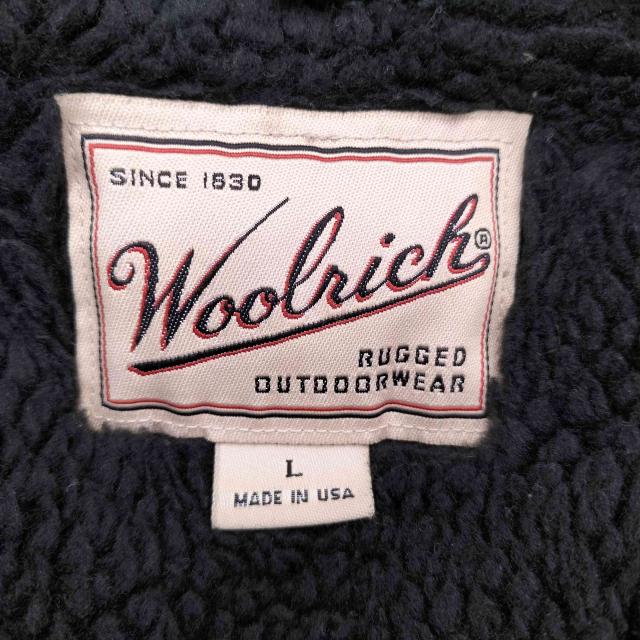 SINCE 1830
Woolrich®
RUGGED
OUTDOORWEAR
L
MADE IN USA